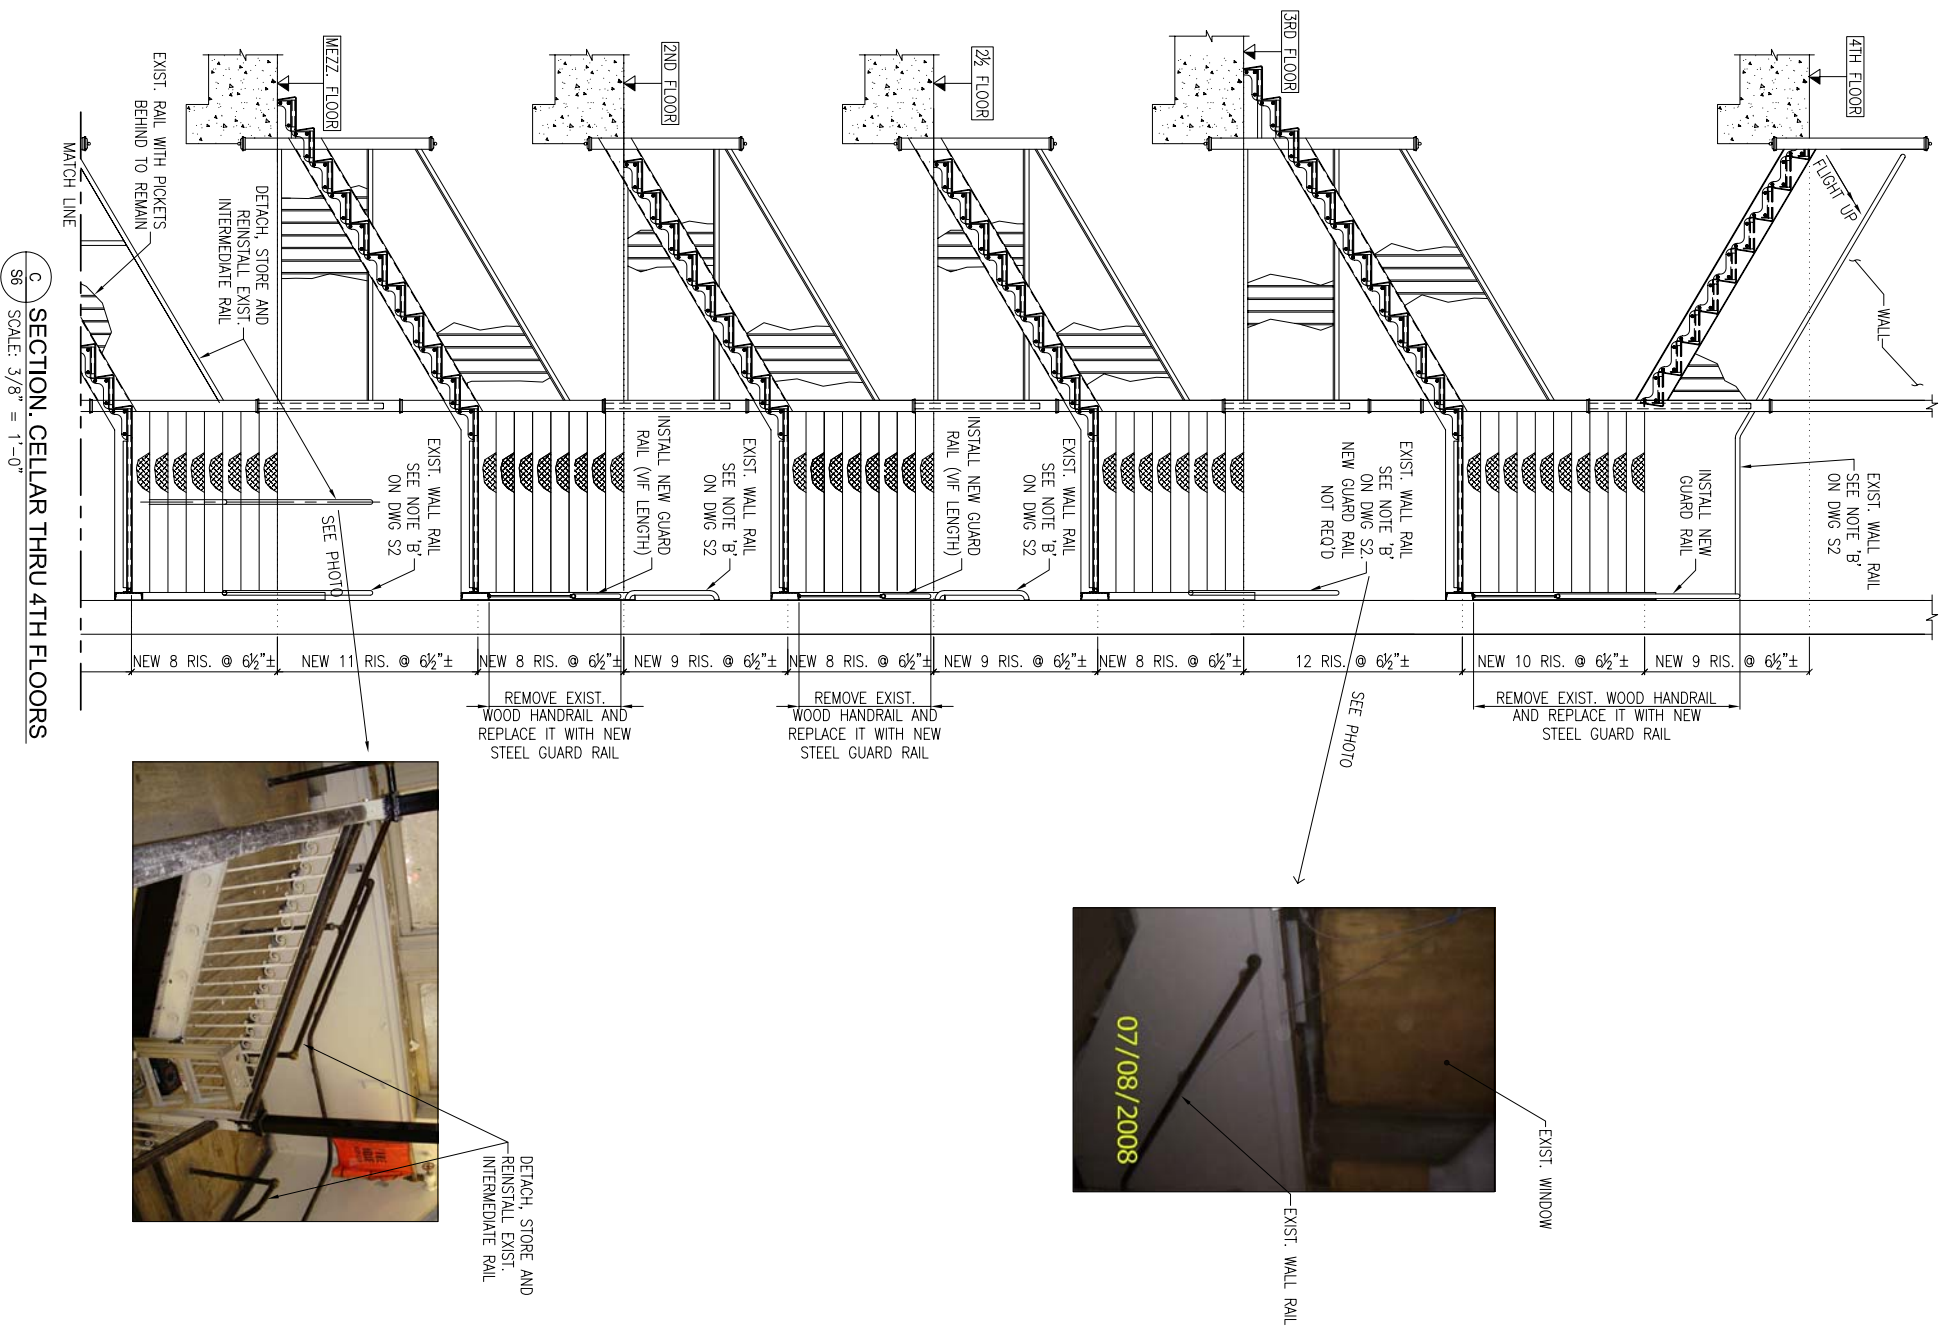 4TH FLOOR
3RD FLOOR
2½ FLOOR
2ND FLOOR
MEZZ. FLOOR
FLIGHT UP
WALL
EXIST. WALL RAIL
SEE NOTE 'B'
ON DWG S2
INSTALL NEW
GUARD RAIL
EXIST. WALL RAIL
SEE NOTE 'B'
ON DWG S2.
NEW GUARD RAIL
NOT REQ'D
EXIST. WALL RAIL
SEE NOTE 'B'
ON DWG S2
INSTALL NEW GUARD
RAIL (VIF LENGTH)
EXIST. WALL RAIL
SEE NOTE 'B'
ON DWG S2
INSTALL NEW GUARD
RAIL (VIF LENGTH)
EXIST. WALL RAIL
SEE NOTE 'B'
ON DWG S2
SEE PHOTO
DETACH, STORE AND
REINSTALL EXIST.
INTERMEDIATE RAIL
EXIST. RAIL WITH PICKETS
BEHIND TO REMAIN
MATCH LINE
NEW 8 RIS. @ 6½"±
NEW 11 RIS. @ 6½"±
NEW 8 RIS. @ 6½"±
NEW 9 RIS. @ 6½"±
NEW 8 RIS. @ 6½"±
NEW 9 RIS. @ 6½"±
NEW 8 RIS. @ 6½"±
12 RIS. @ 6½"±
NEW 10 RIS. @ 6½"±
NEW 9 RIS. @ 6½"±
REMOVE EXIST.
WOOD HANDRAIL AND
REPLACE IT WITH NEW
STEEL GUARD RAIL
REMOVE EXIST.
WOOD HANDRAIL AND
REPLACE IT WITH NEW
STEEL GUARD RAIL
REMOVE EXIST. WOOD HANDRAIL
AND REPLACE IT WITH NEW
STEEL GUARD RAIL
SEE PHOTO
07/08/2008
EXIST. WINDOW
EXIST. WALL RAIL
DETACH, STORE AND
REINSTALL EXIST.
INTERMEDIATE RAIL
C
S6
SECTION. CELLAR THRU 4TH FLOORS
SCALE: 3/8" = 1'-0"